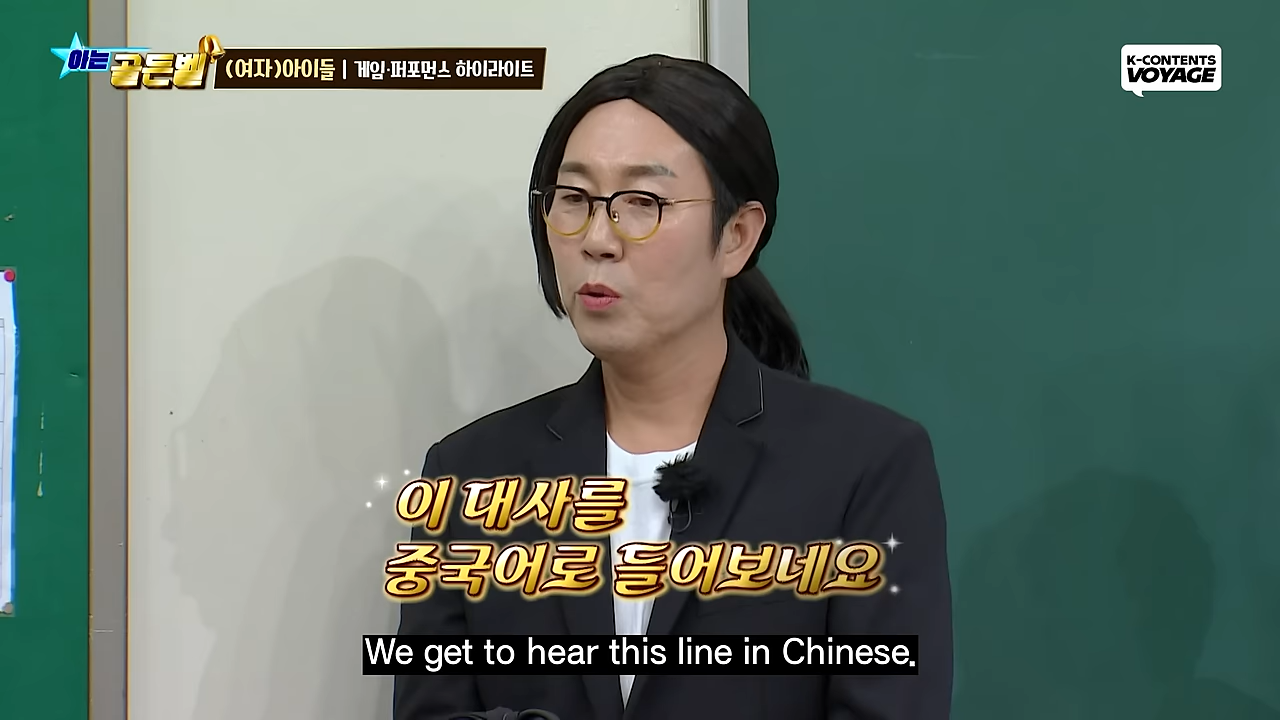 아는 골든벨
(여자)아이들 | 게임·퍼포먼스 하이라이트
K-CONTENTS
VOYAGE
이 대사를
중국어로 들어보네요
We get to hear this line in Chinese.